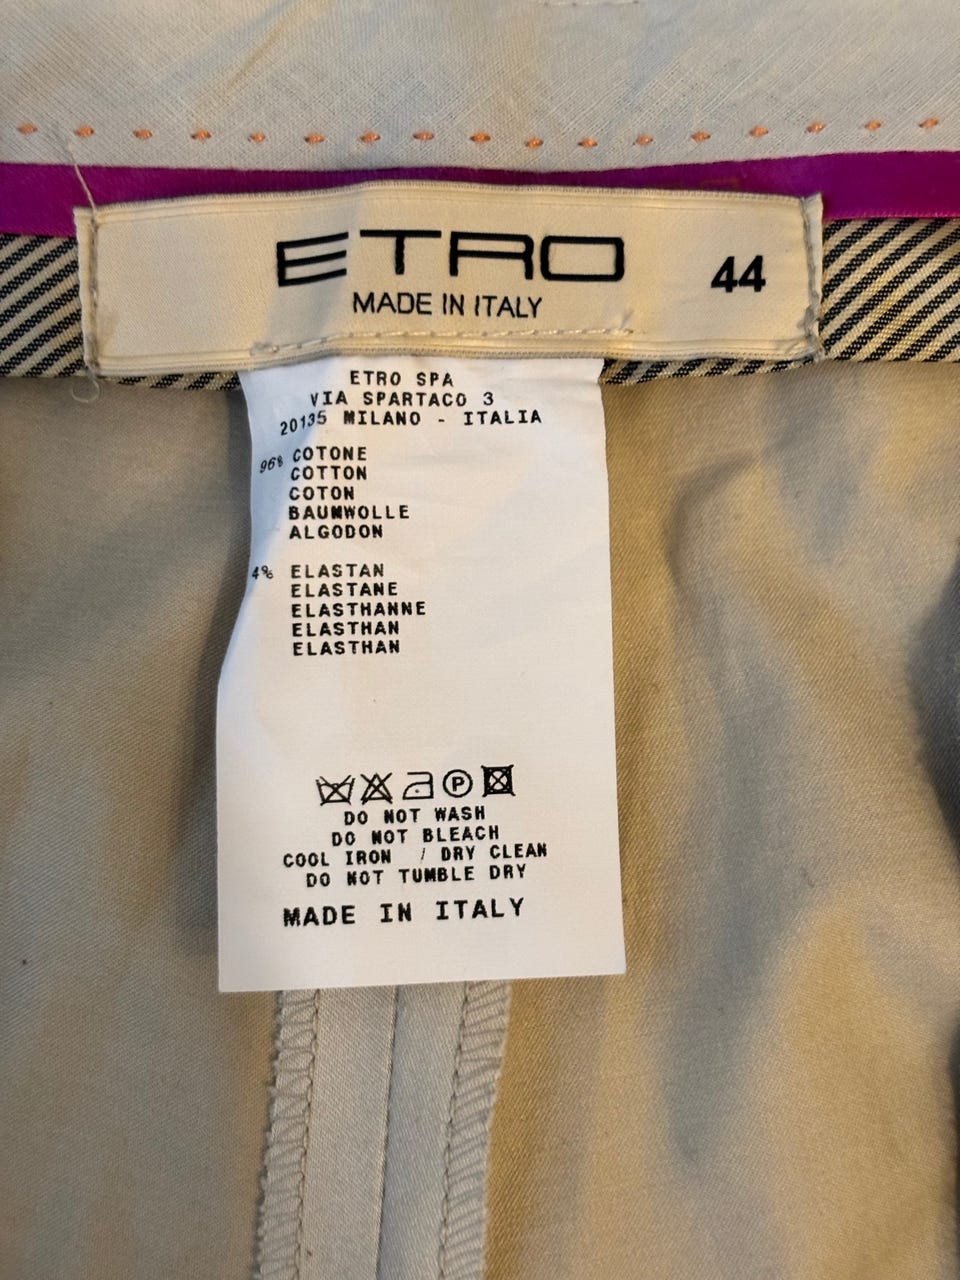 ETRO
44
MADE IN ITALY
ETRO SPA
VIA SPARTACO 3
20135 MILANO - ITALIA
96% COTONE
COTTON
COTON
BAUMWOLLE
ALGODON
4% ELASTAN
ELASTANE
ELASTHANNE
ELASTHAN
ELASTHAN
P
DO NOT WASH
DO NOT BLEACH
COOL IRON / DRY CLEAN
DO NOT TUMBLE DRY
MADE IN ITALY